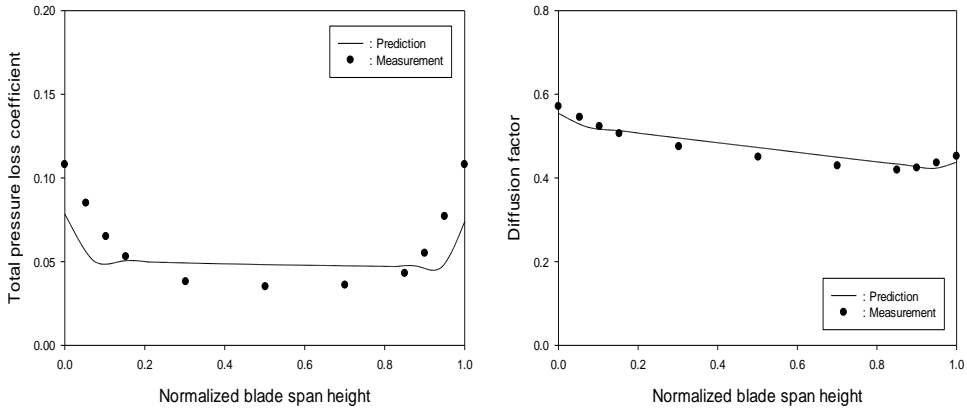 Total pressure loss coefficient
0.20
0.15
0.10
0.05
0.00
: Prediction
: Measurement
0.0 0.2 0.4 0.6 0.8 1.0
Normalized blade span height
Diffusion factor
0.8
0.6
0.4
0.2
0.0
: Prediction
: Measurement
0.0 0.2 0.4 0.6 0.8 1.0
Normalized blade span height